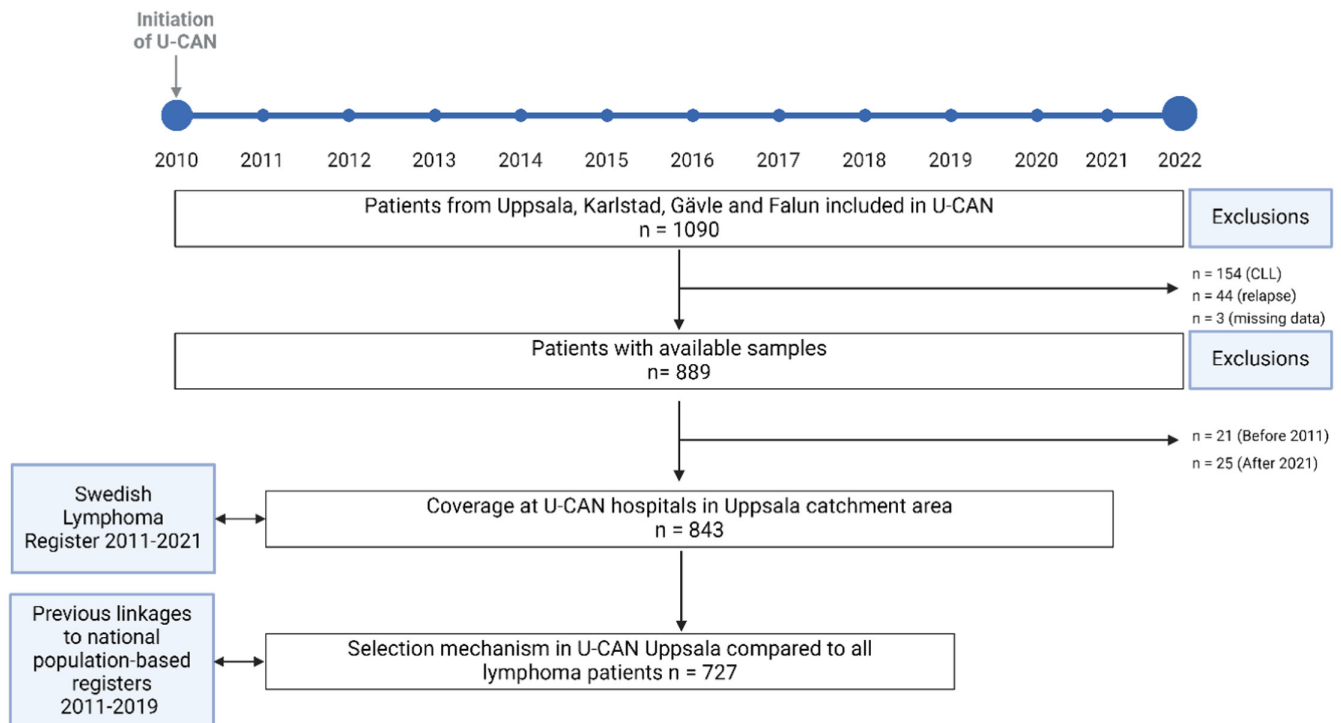 Initiation
of U-CAN
2010 2011 2012 2013 2014 2015 2016 2017 2018 2019 2020 2021 2022
Patients from Uppsala, Karlstad, Gävle and Falun included in U-CAN
n = 1090
Exclusions
n = 154 (CLL)
n = 44 (relapse)
n = 3 (missing data)
Patients with available samples
n= 889
Exclusions
n = 21 (Before 2011)
n = 25 (After 2021)
Swedish
Lymphoma
Register 2011-2021
Coverage at U-CAN hospitals in Uppsala catchment area
n = 843
Previous linkages
to national
population-based
registers
2011-2019
Selection mechanism in U-CAN Uppsala compared to all
lymphoma patients n = 727